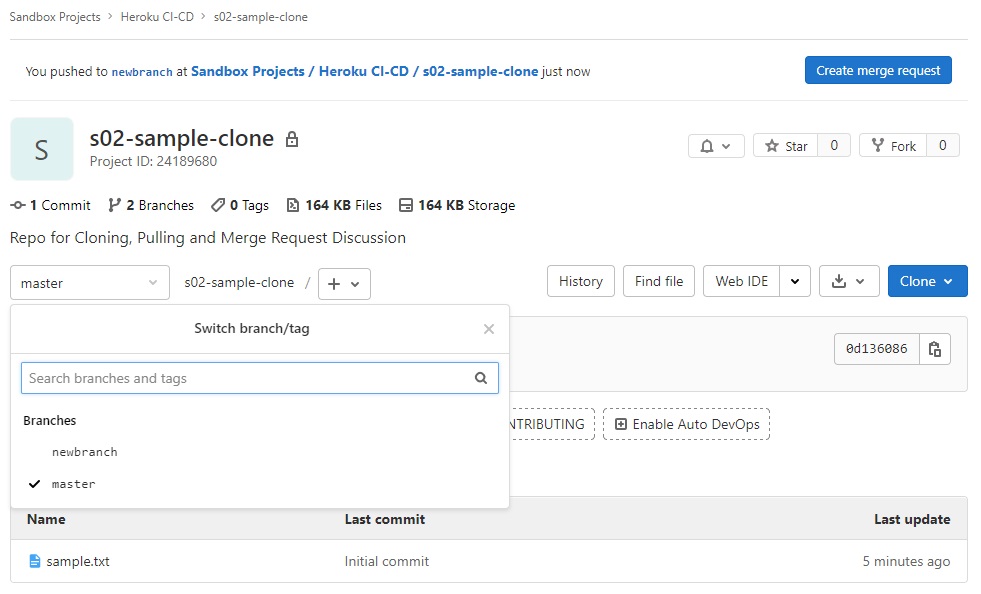 Sandbox Projects > Heroku CI-CD > s02-sample-clone
You pushed to newbranch at Sandbox Projects / Heroku CI-CD / s02-sample-clone just now
Create merge request
S
s02-sample-clone
Project ID: 24189680
Star 0
Fork 0
1 Commit 2 Branches 0 Tags 164 KB Files 164 KB Storage
Repo for Cloning, Pulling and Merge Request Discussion
master s02-sample-clone / + History Find file Web IDE Clone
Switch branch/tag
0d136086
Search branches and tags
Branches
NTRIBUTING Enable Auto DevOps
newbranch
master
Name Last commit Last update
sample.txt Initial commit 5 minutes ago